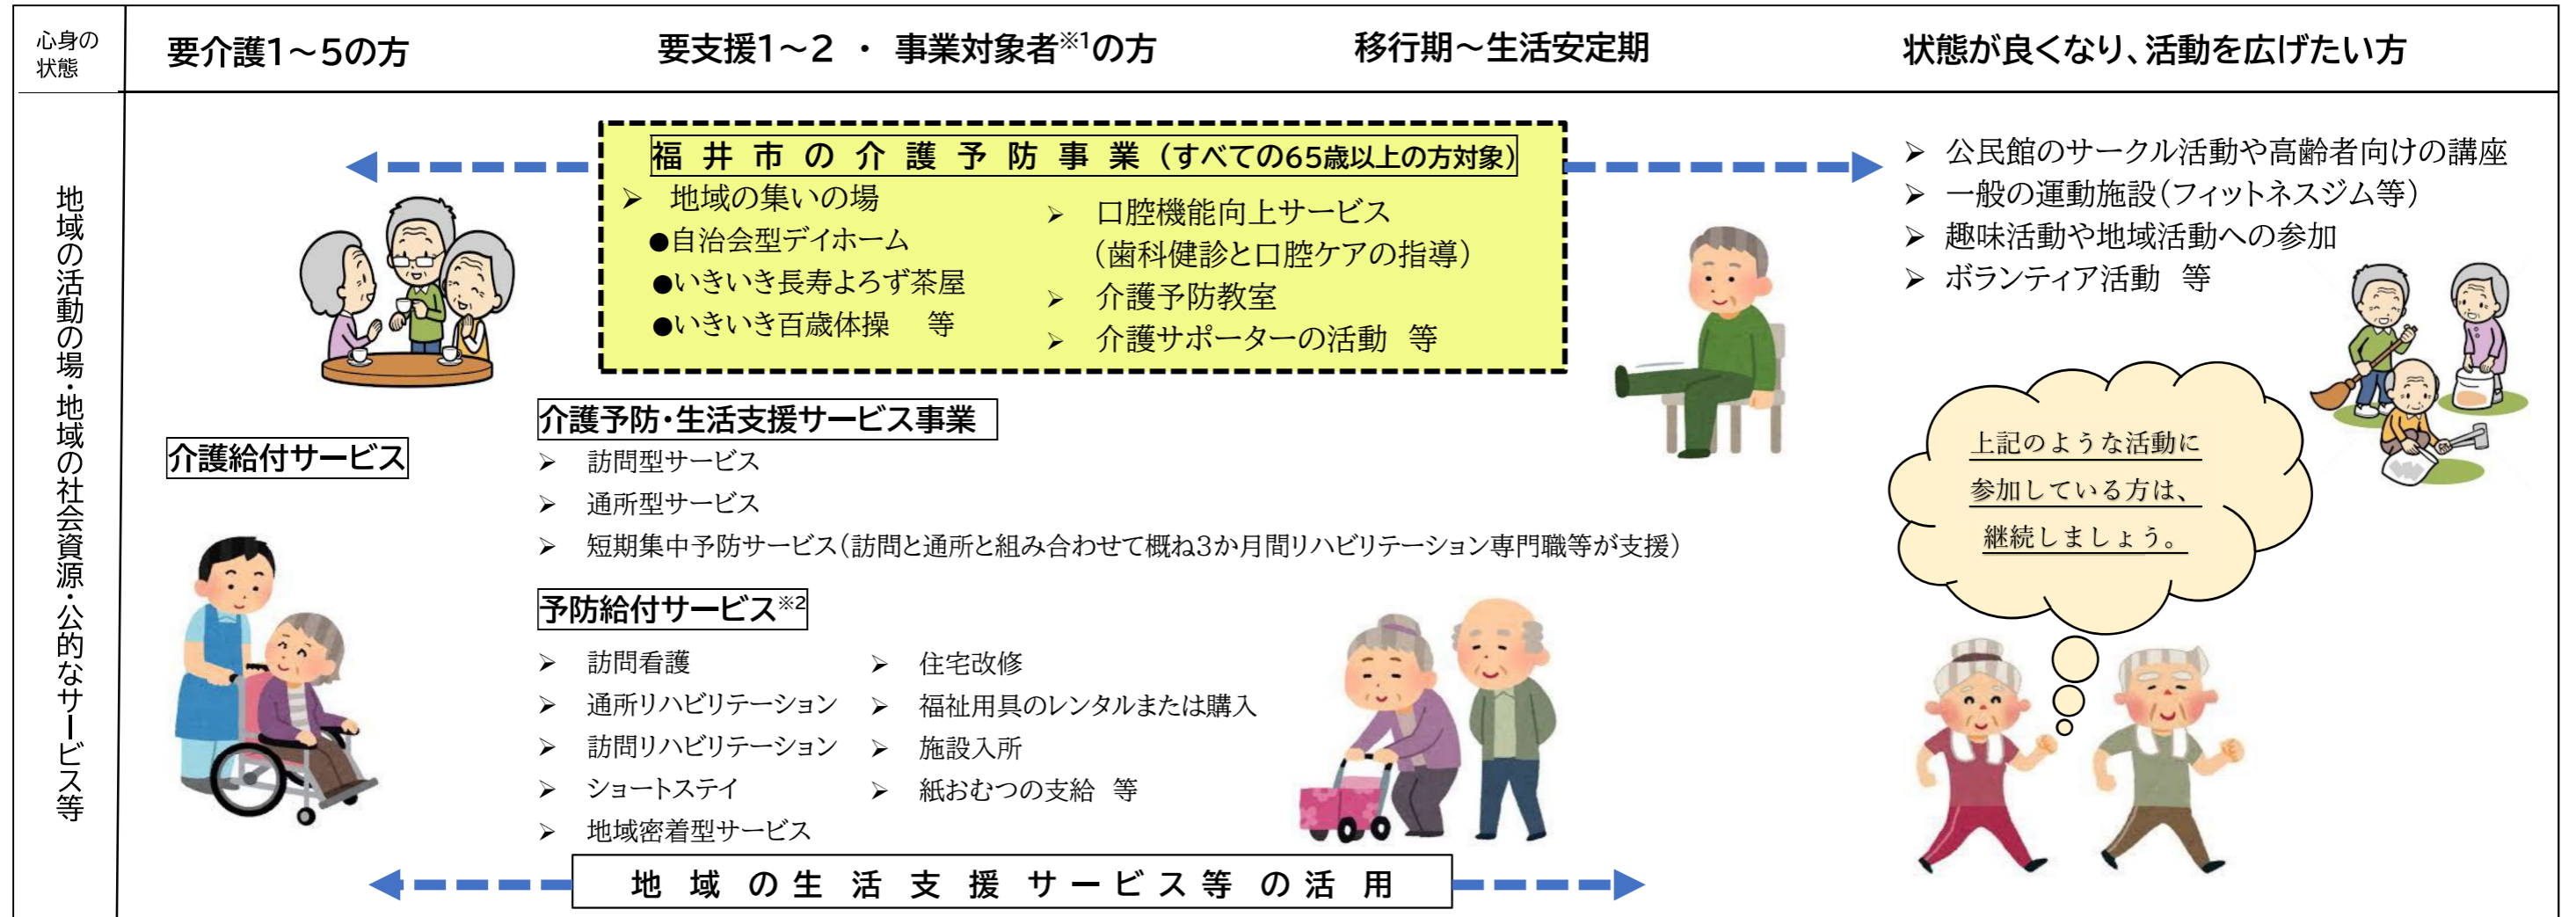 心身の
状態
要介護1～5の方
要支援1～2 ・ 事業対象者※1の方
移行期～生活安定期
状態が良くなり、活動を広げたい方
地域の活動の場・地域の社会資源・公的なサービス等
福井市の介護予防事業(すべての65歳以上の方対象)
➢ 地域の集いの場
●自治会型デイホーム
●いきいき長寿よろず茶屋
●いきいき百歳体操 等
➢ 口腔機能向上サービス
(歯科健診と口腔ケアの指導)
➢ 介護予防教室
➢ 介護サポーターの活動 等
➢ 公民館のサークル活動や高齢者向けの講座
➢ 一般の運動施設(フィットネスジム等)
➢ 趣味活動や地域活動への参加
➢ ボランティア活動 等
介護給付サービス
介護予防・生活支援サービス事業
➢ 訪問型サービス
➢ 通所型サービス
➢ 短期集中予防サービス(訪問と通所と組み合わせて概ね3か月間リハビリテーション専門職等が支援)
予防給付サービス※2
➢ 訪問看護
➢ 通所リハビリテーション
➢ 訪問リハビリテーション
➢ ショートステイ
➢ 地域密着型サービス
➢ 住宅改修
➢ 福祉用具のレンタルまたは購入
➢ 施設入所
➢ 紙おむつの支給 等
上記のような活動に
参加している方は、
継続しましょう。
地域の生活支援サービス等の活用